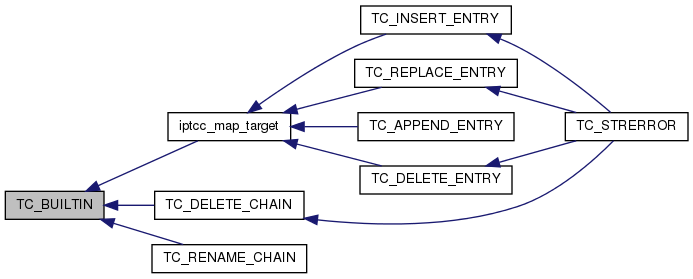 TC_INSERT_ENTRY
TC_REPLACE_ENTRY
iptcc_map_target
TC_APPEND_ENTRY
TC_STRERROR
TC_DELETE_ENTRY
TC_BUILTIN
TC_DELETE_CHAIN
TC_RENAME_CHAIN